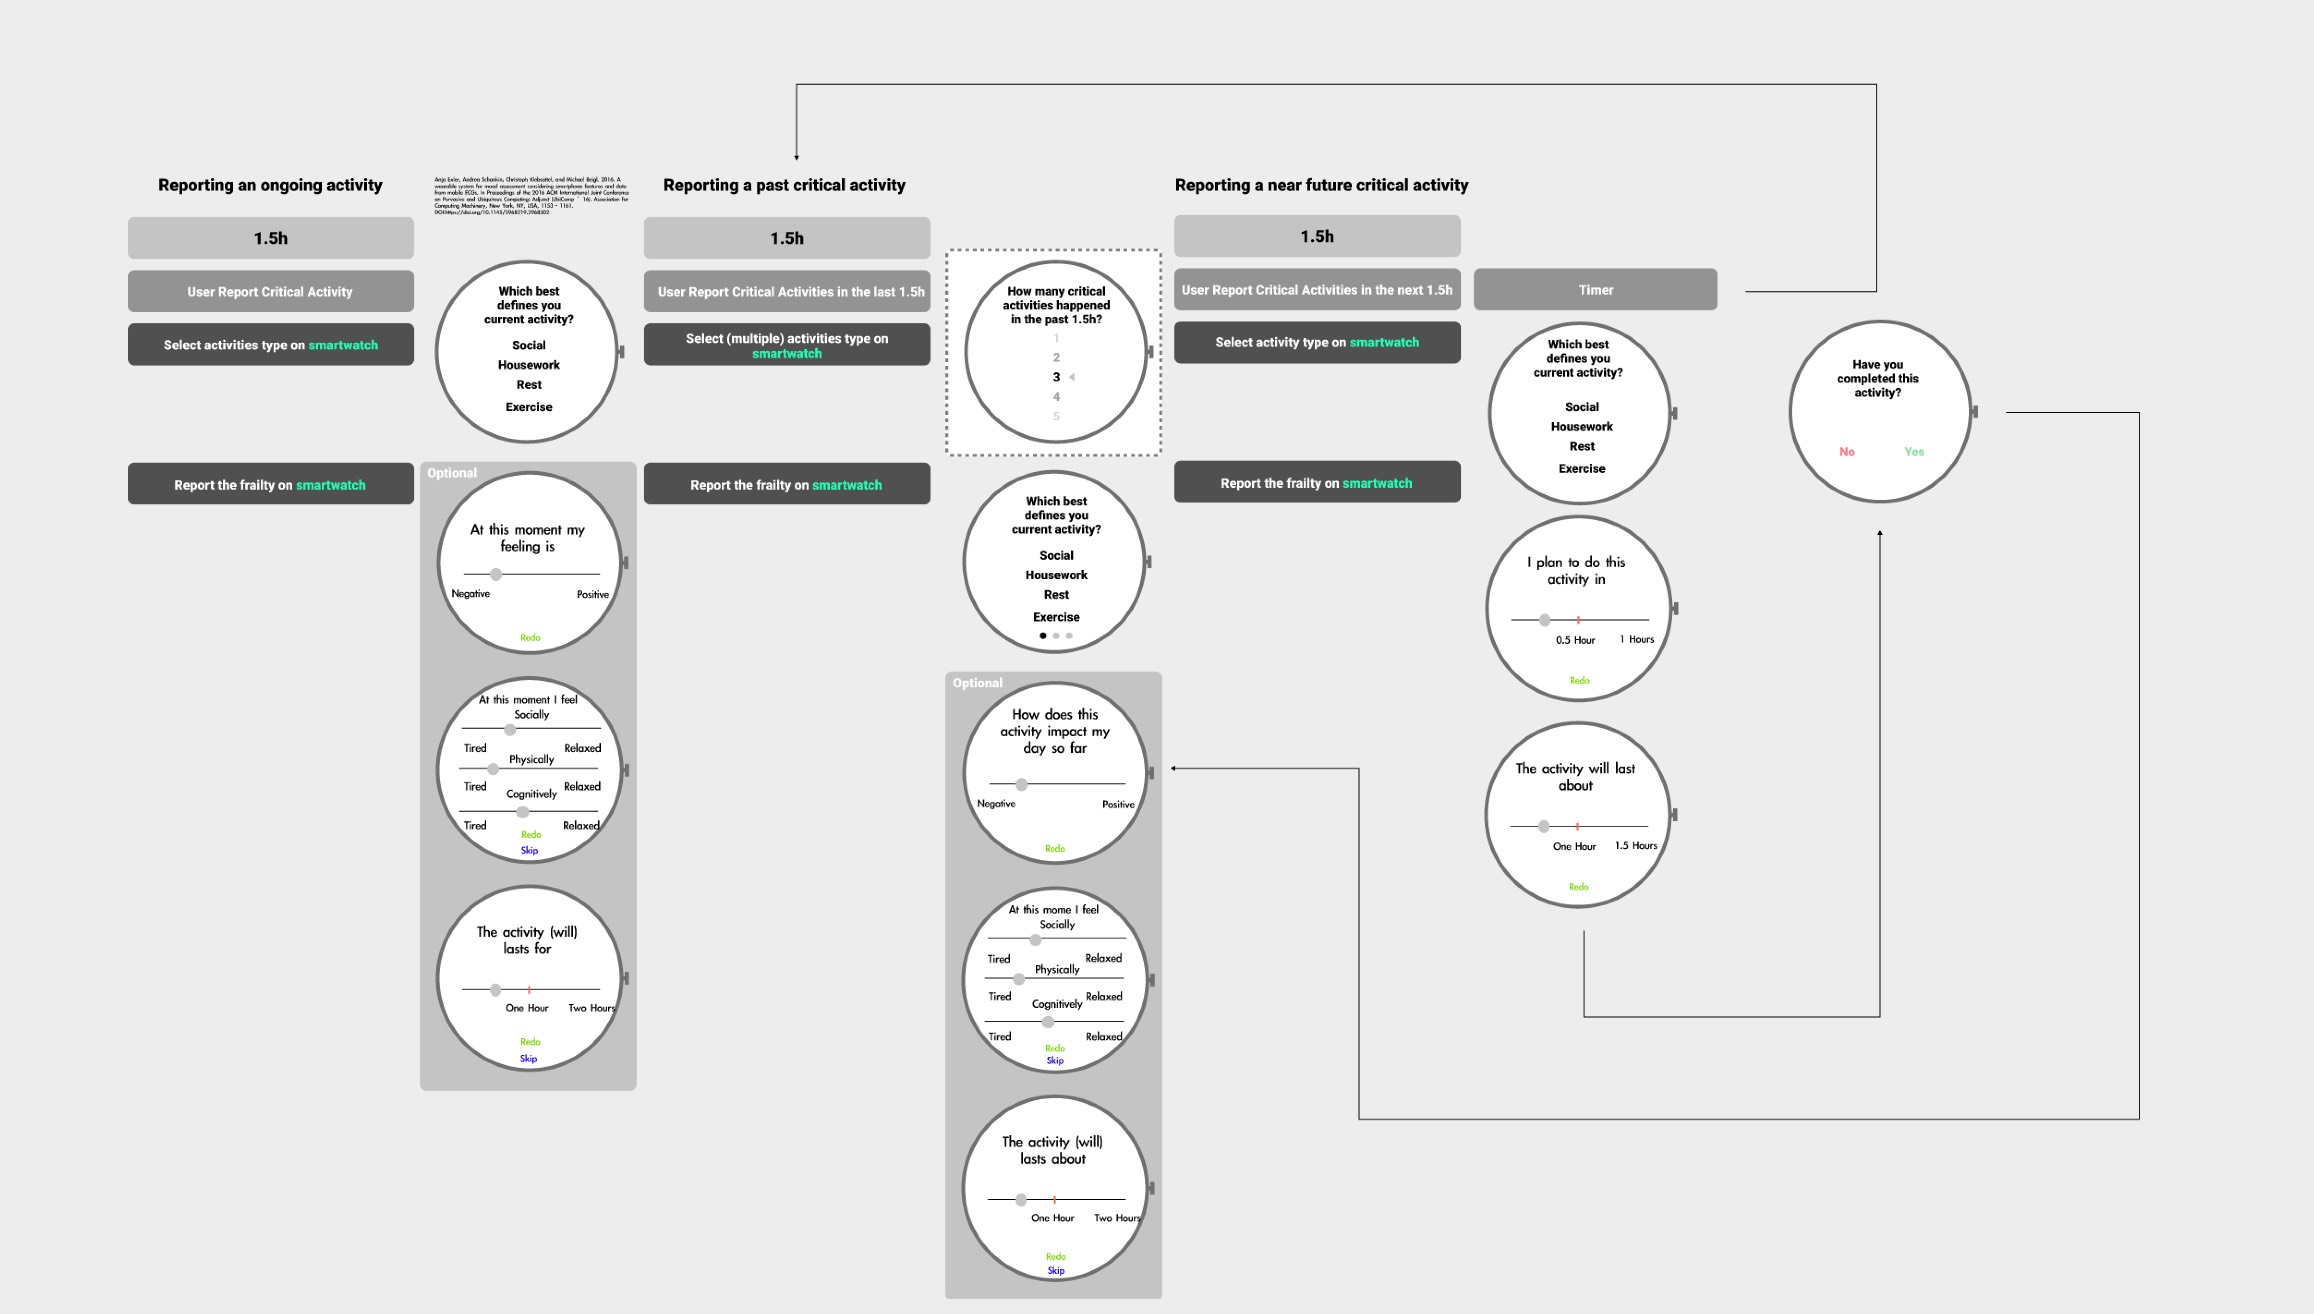 Reporting an ongoing activity
Anja Exler, Andrea Schankin, Christoph Klebsattel, and Michael Beigl. 2016. A
wearable system for mood assessment considering smartphone features and data
from mobile ECGs. In Proceedings of the 2016 ACM International Joint Conference
on Pervasive and Ubiquitous Computing: Adjunct (UbiComp ' 16). Association for
Computing Machinery, New York, NY, USA, 1153 - 1161.
DOI:https://doi.org/10.1145/2968219.2968302
1.5h
User Report Critical Activity
Select activities type on smartwatch
Report the frailty on smartwatch
Which best
defines you
current activity?
Social
Housework
Rest
Exercise
Optional
At this moment my
feeling is
Negative Positive
Redo
At this moment I feel
Socially
Tired Relaxed
Physically
Tired Relaxed
Cognitively
Tired Relaxed
Redo
Skip
The activity (will)
lasts for
One Hour Two Hours
Redo
Skip
Reporting a past critical activity
1.5h
User Report Critical Activities in the last 1.5h
Select (multiple) activities type on
smartwatch
Report the frailty on smartwatch
How many critical
activities happened
in the past 1.5h?
1
2
3
4
5
Which best
defines you
current activity?
Social
Housework
Rest
Exercise
Optional
How does this
activity impact my
day so far
Negative Positive
Redo
At this mome I feel
Socially
Tired Relaxed
Physically
Tired Relaxed
Cognitively
Tired Relaxed
Redo
Skip
The activity (will)
lasts about
One Hour Two Hours
Redo
Skip
Reporting a near future critical activity
1.5h
User Report Critical Activities in the next 1.5h
Select activity type on smartwatch
Report the frailty on smartwatch
Timer
Which best
defines you
current activity?
Social
Housework
Rest
Exercise
I plan to do this
activity in
0.5 Hour 1 Hours
Redo
The activity will last
about
One Hour 1.5 Hours
Redo
Have you
completed this
activity?
No Yes